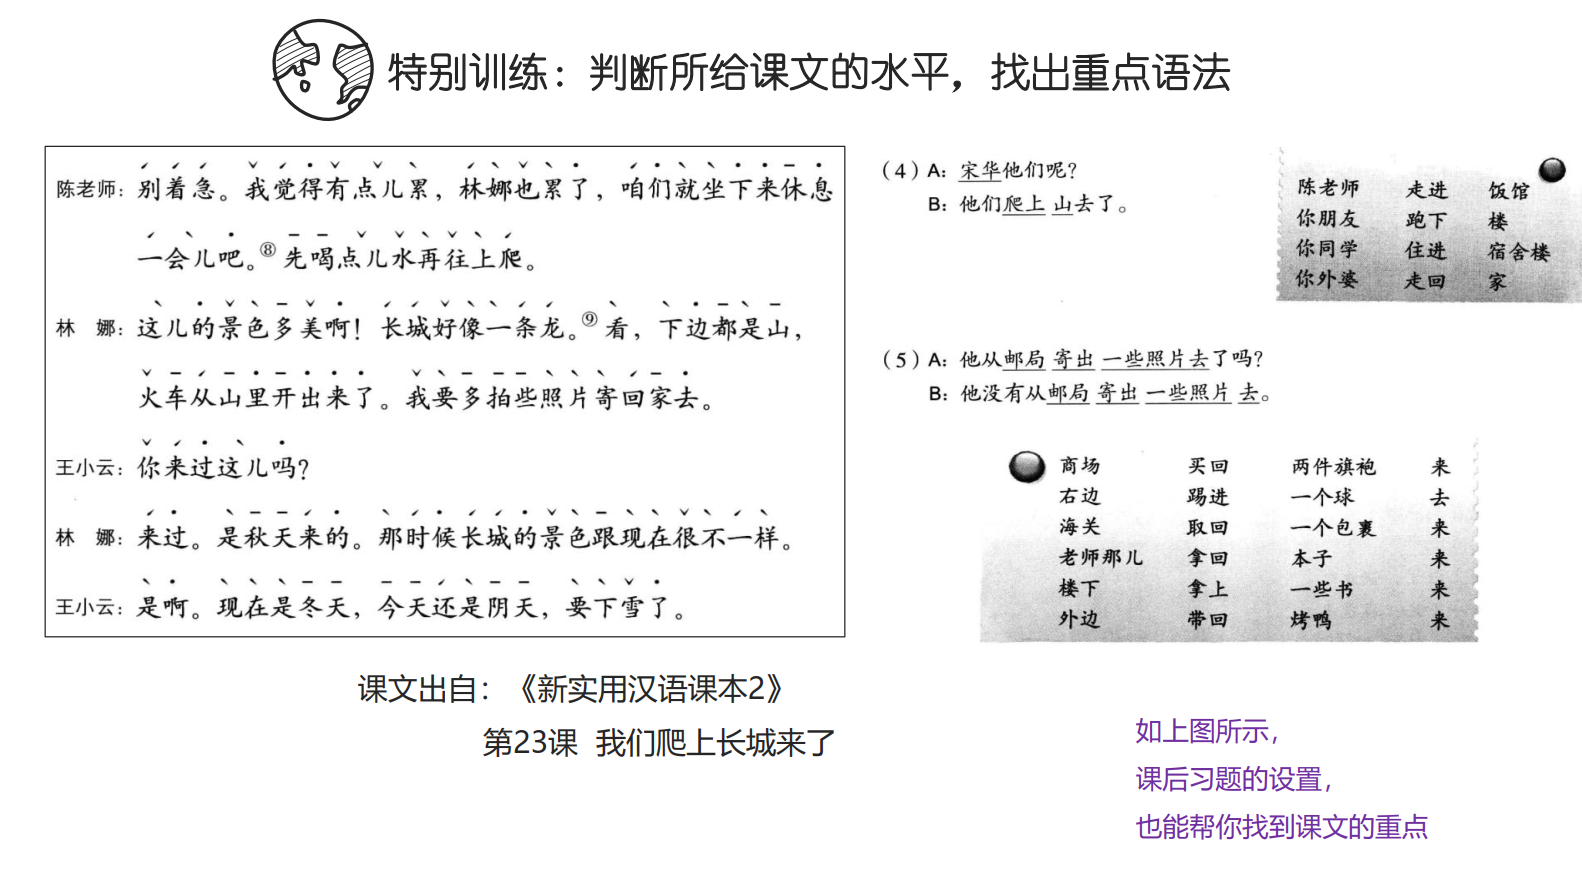 特别训练：判断所给课文的水平，找出重点语法
陈老师：别着急。我觉得有点儿累，林娜也累了，咱们就坐下来休息
一会儿吧。⑧先喝点儿水再往上爬。
林　娜：这儿的景色多美啊！长城好像一条龙。⑨看，下边都是山，
火车从山里开出来了。我要多拍些照片寄回家去。
王小云：你来过这儿吗？
林　娜：来过。是秋天来的。那时候长城的景色跟现在很不一样。
王小云：是啊。现在是冬天，今天还是阴天，要下雪了。
课文出自：《新实用汉语课本2》
第23课 我们爬上长城来了
（4）A：宋华他们呢？
B：他们爬上 山去了。
陈老师 走进 饭馆
你朋友 跑下 楼
你同学 住进 宿舍楼
你外婆 走回 家
（5）A：他从邮局 寄出 一些照片去了吗？
B：他没有从邮局 寄出 一些照片 去。
商场 买回 两件旗袍 来
右边 踢进 一个球 去
海关 取回 一个包裹 来
老师那儿 拿回 本子 来
楼下 拿上 一些书 来
外边 带回 烤鸭 来
如上图所示，
课后习题的设置，
也能帮你找到课文的重点